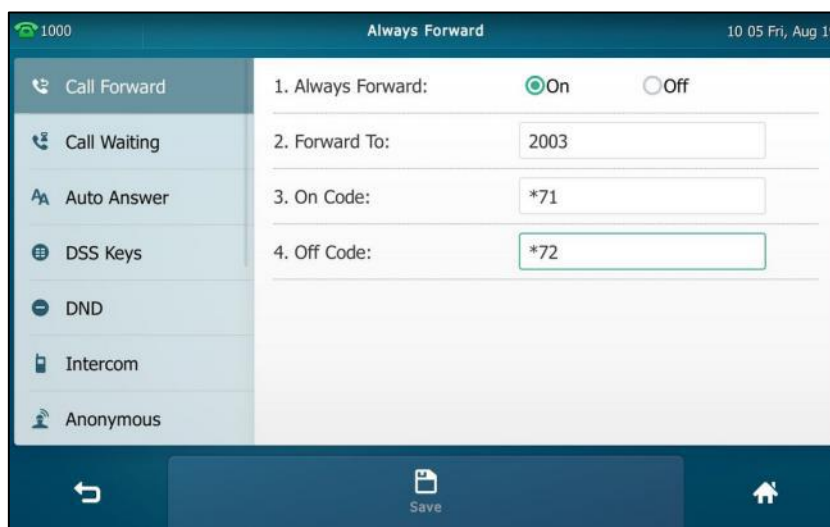 1000 Always Forward 10 05 Fri, Aug 1
Call Forward
Call Waiting
AA Auto Answer
DSS Keys
DND
Intercom
Anonymous
1. Always Forward: On Off
2. Forward To: 2003
3. On Code: *71
4. Off Code: *72
Save